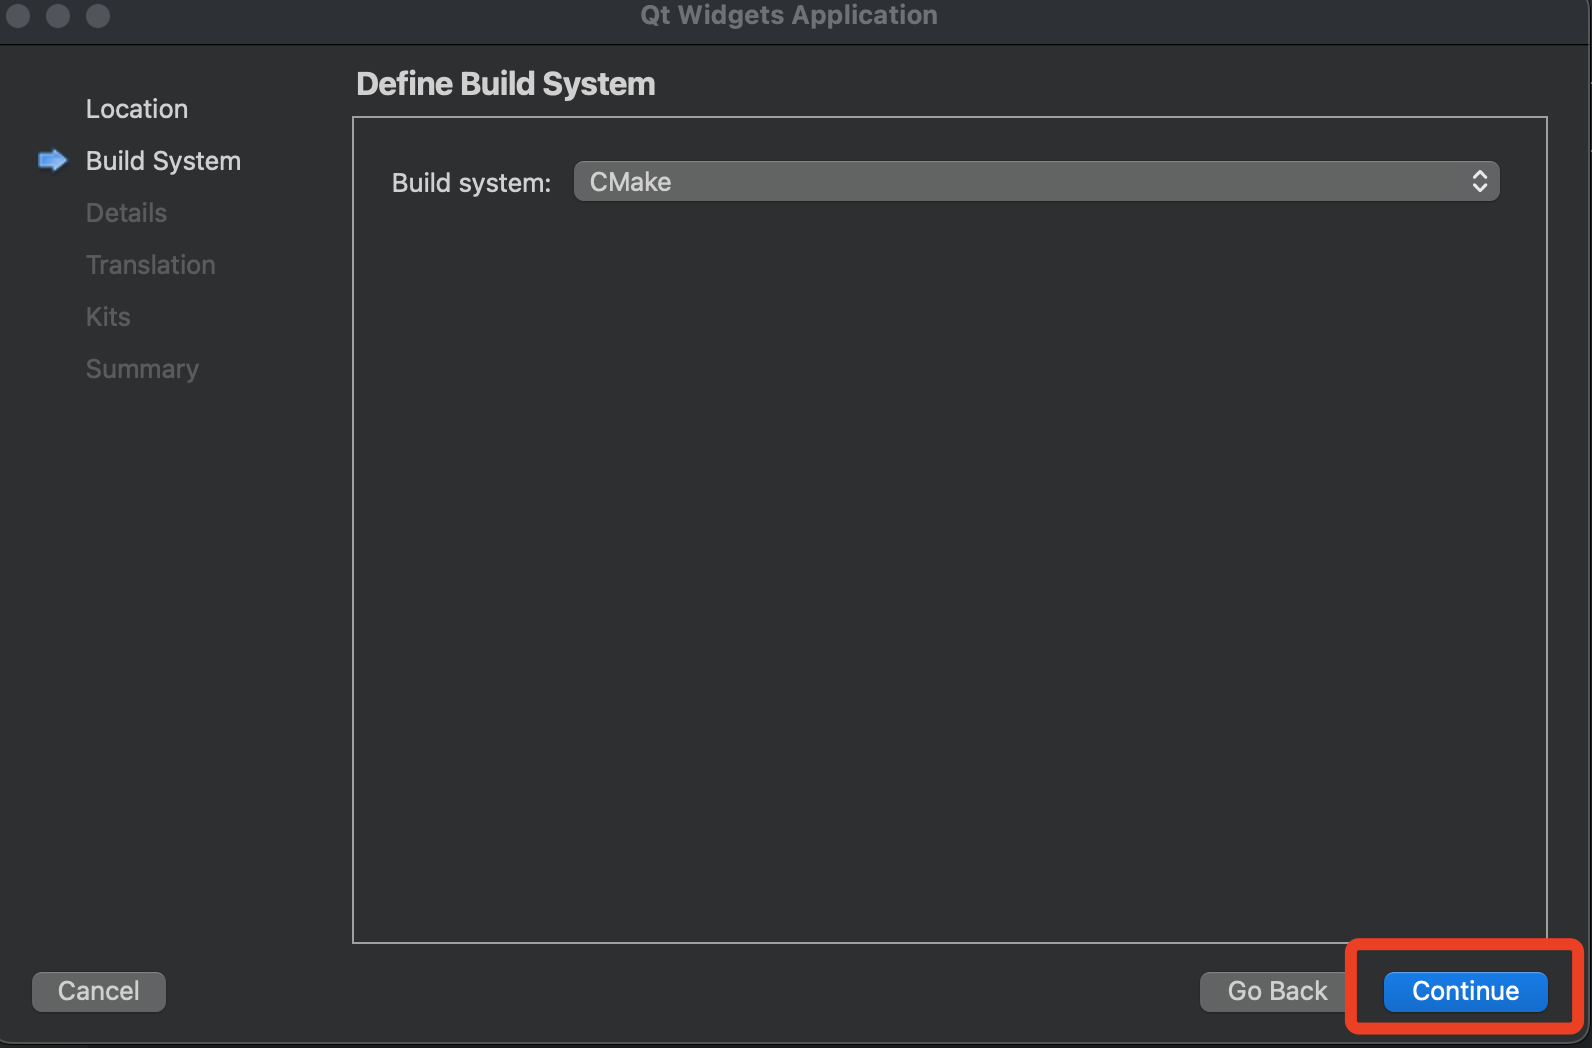 Qt Widgets Application
Define Build System
Location
Build System
Details
Translation
Kits
Summary
Build system: CMake
Cancel
Go Back
Continue